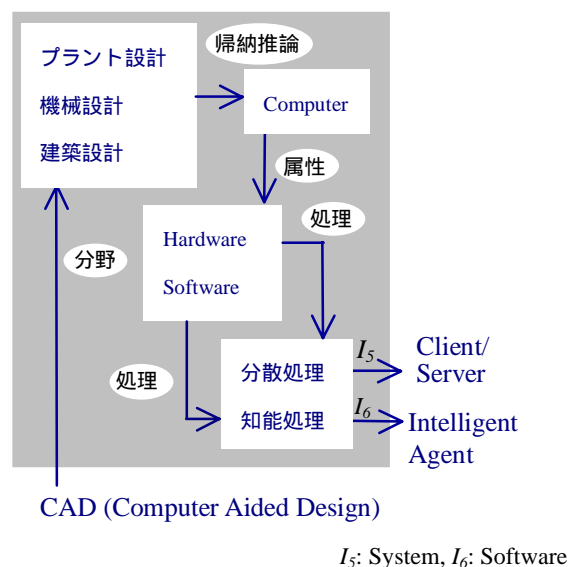 プラント設計
機械設計
建築設計
帰納推論
Computer
属性
Hardware
Software
処理
分野
処理
分散処理
知能処理
I5
Client/
Server
I6
Intelligent
Agent
CAD (Computer Aided Design)
I5: System, I6: Software